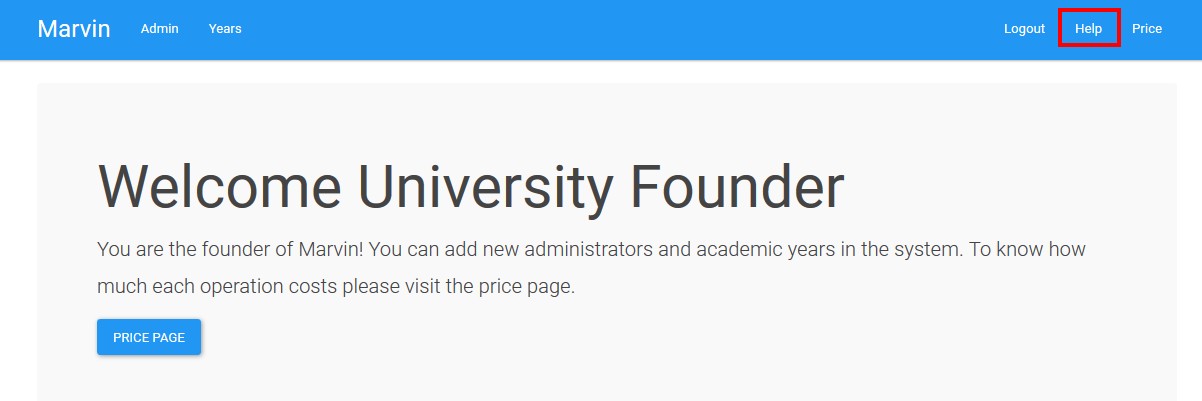 Marvin Admin Years Logout Help Price
Welcome University Founder
You are the founder of Marvin! You can add new administrators and academic years in the system. To know how
much each operation costs please visit the price page.
PRICE PAGE